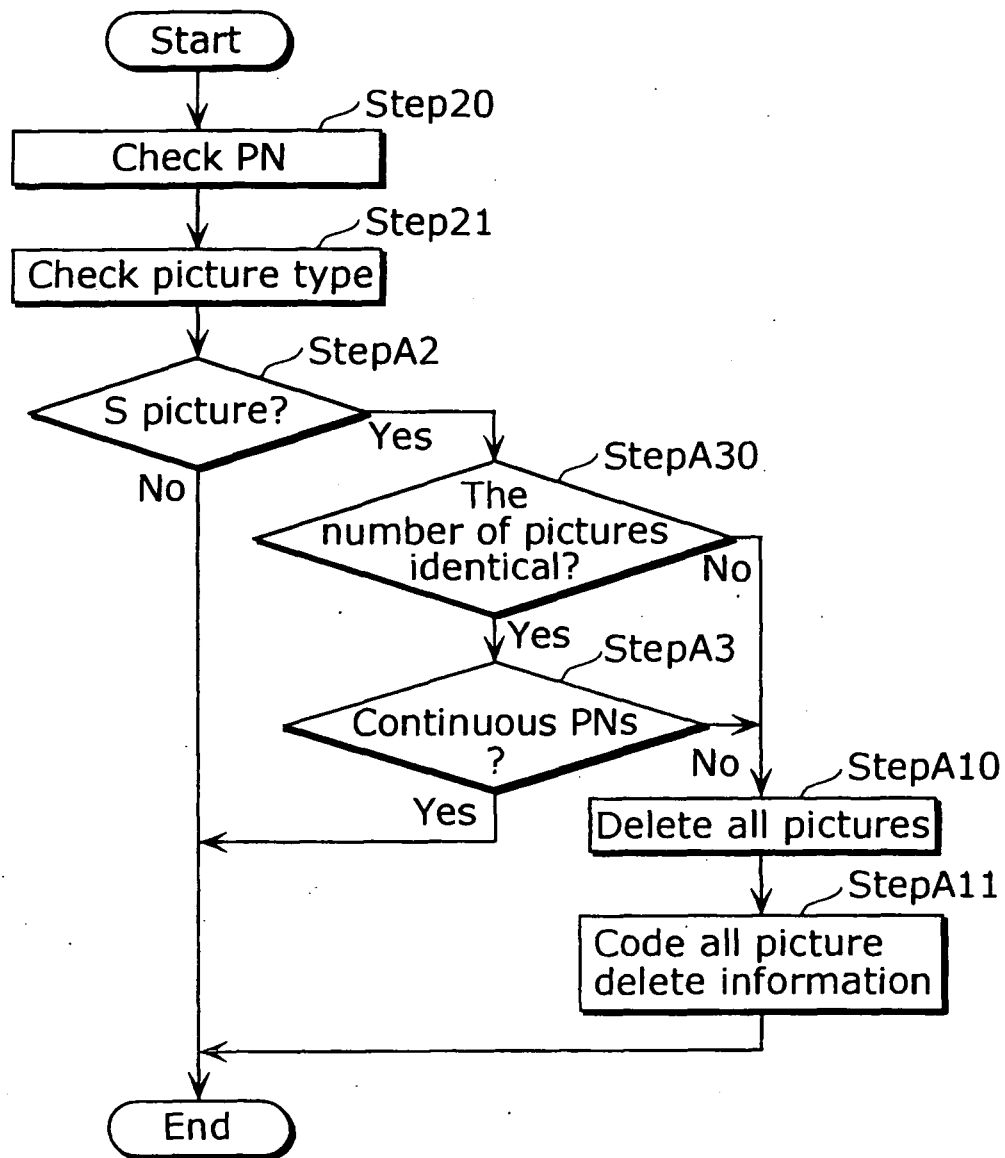 Start
Step20
Check PN
Step21
Check picture type
StepA2
S picture?
Yes
No
StepA30
The
number of pictures
identical?
No
Yes
StepA3
Continuous PNs
?
No
Yes
StepA10
Delete all pictures
StepA11
Code all picture
delete information
End